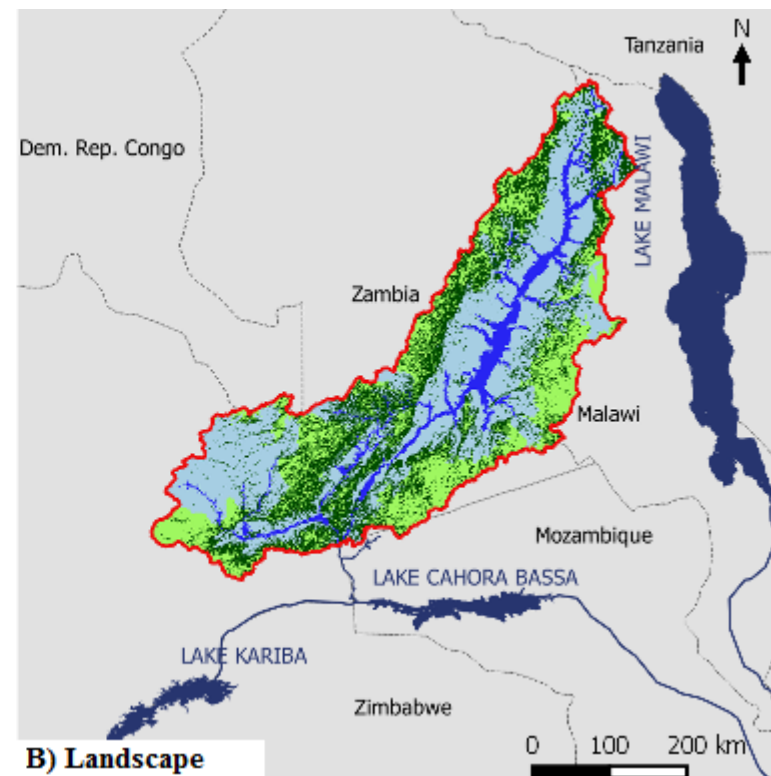 Tanzania
N
Dem. Rep. Congo
LAKE MALAWI
Zambia
Malawi
Mozambique
LAKE CAHORA BASSA
LAKE KARIBA
Zimbabwe
B) Landscape
0 100 200 km